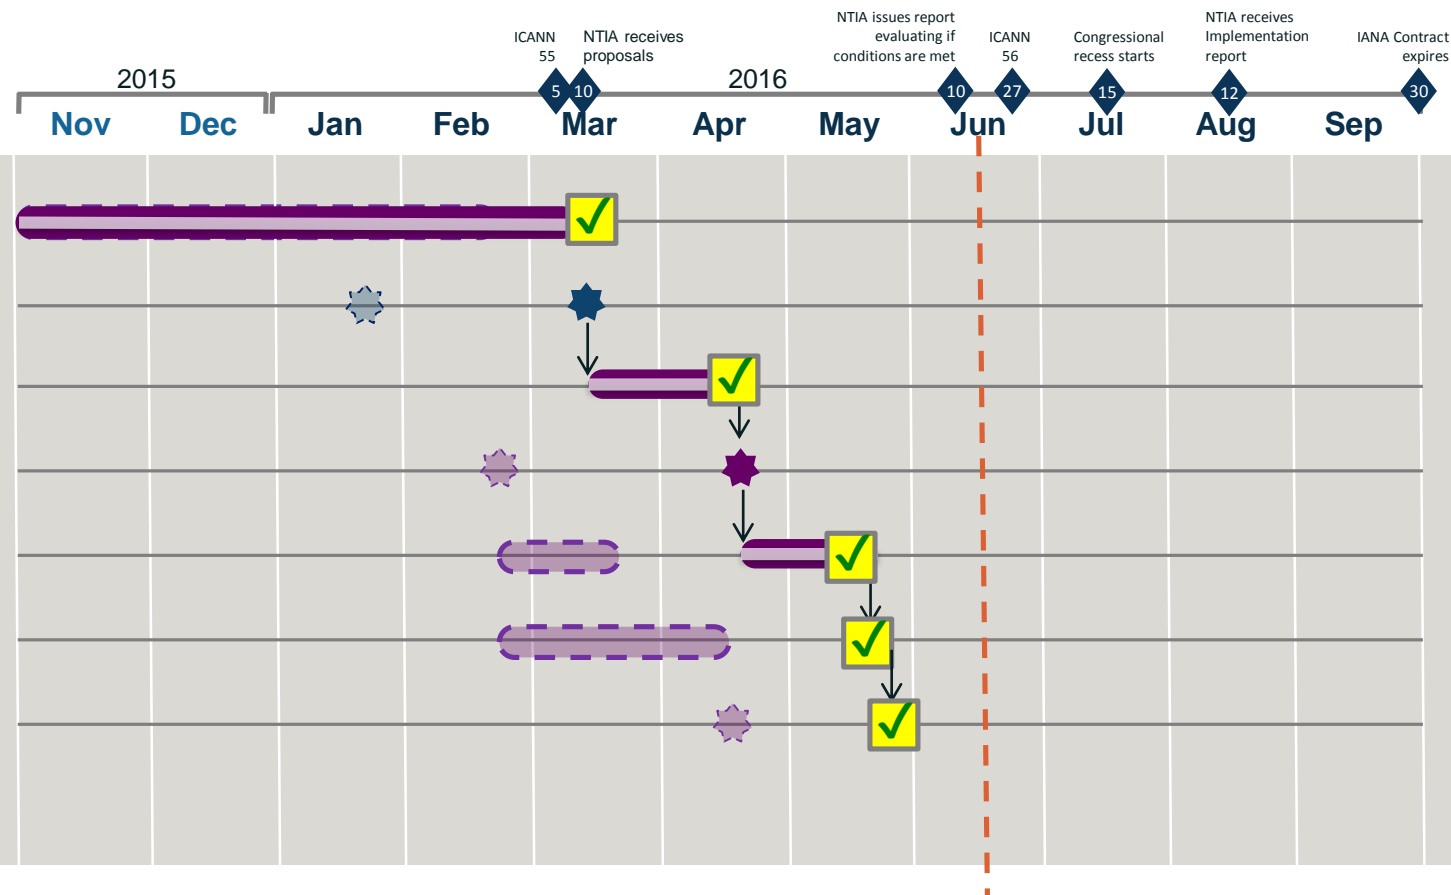 NTIA issues report
evaluating if
conditions are met
NTIA receives
Implementation
report
ICANN
55
NTIA receives
proposals
ICANN
56
Congressional
recess starts
IANA Contract
expires
2015
2016
5
10
10
27
15
12
30
Nov
Dec
Jan
Feb
Mar
Apr
May
Jun
Jul
Aug
Sep